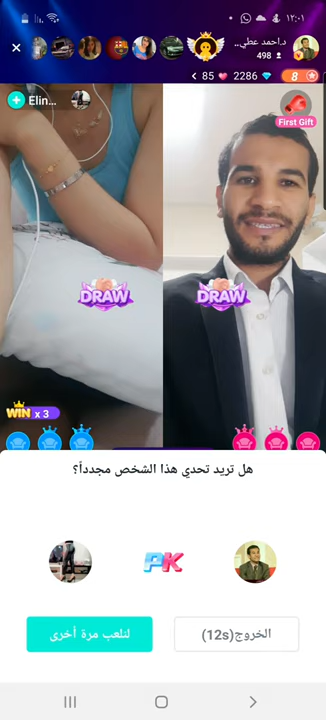 ١٢:٠١
د.احمد عطي..
498
85
2286
8
Elin...
First Gift
DRAW
DRAW
WIN x 3
هل تريد تحدي هذا الشخص مجدداً؟
PK
لنلعب مرة أخرى
الخروج(12s)